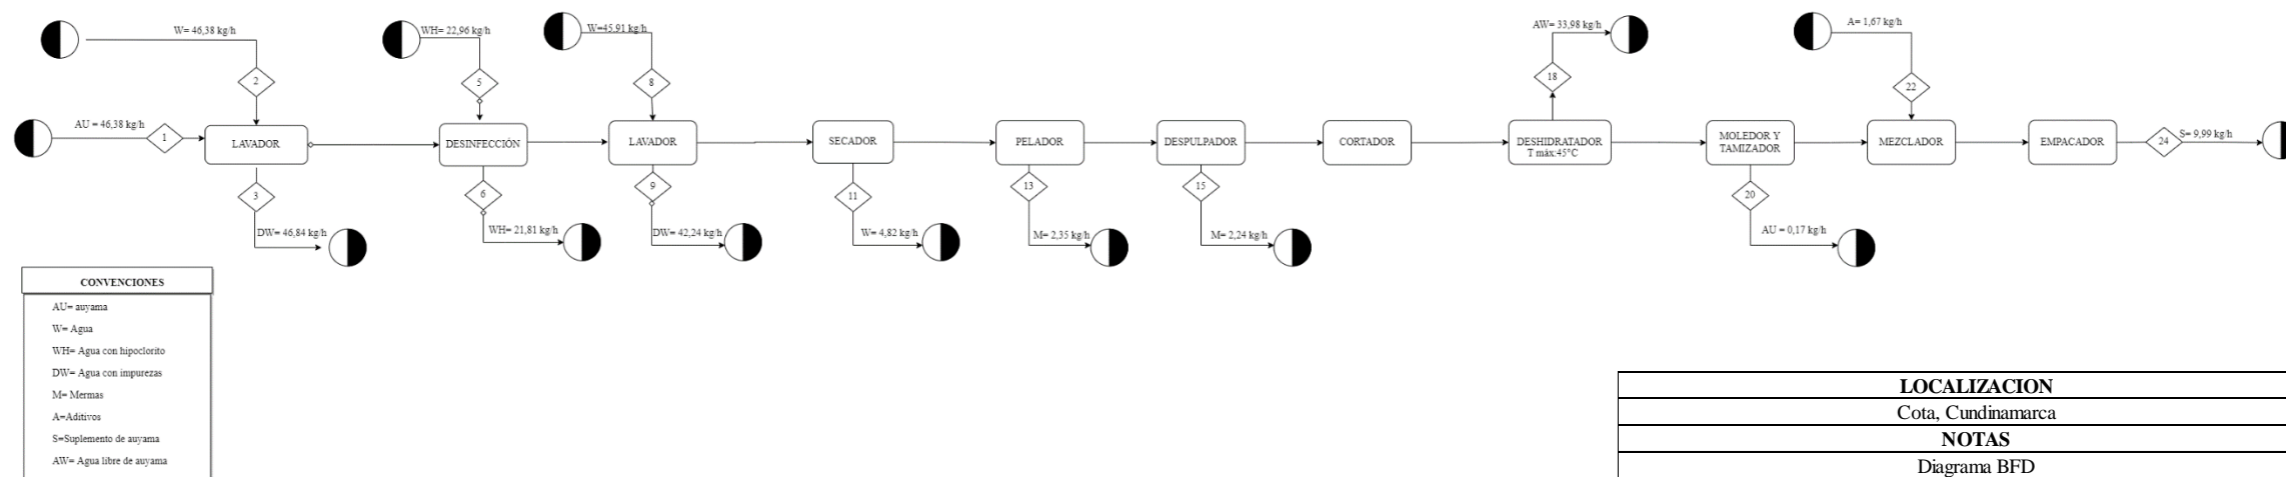 W= 46,38 kg/h
WH= 22,96 kg/h
W=45.91 kg/h
AW= 33,98 kg/h
A= 1,67 kg/h
2
5
8
18
22
AU = 46,38 kg/h
1
LAVADOR
DESINFECCIÓN
LAVADOR
SECADOR
PELADOR
DESPULPADOR
CORTADOR
DESHIDRATADOR
T máx:45°C
MOLEDOR Y
TAMIZADOR
MEZCLADOR
EMPACADOR
24
S= 9,99 kg/h
3
6
9
11
13
15
20
DW= 46,84 kg/h
WH= 21,81 kg/h
DW= 42,24 kg/h
W= 4,82 kg/h
M= 2,35 kg/h
M= 2,24 kg/h
AU = 0,17 kg/h
CONVENCIONES
AU= auyama
W= Agua
WH= Agua con hipoclorito
DW= Agua con impurezas
M= Mermas
A=Aditivos
S=Suplemento de auyama
AW= Agua libre de auyama
LOCALIZACION
Cota, Cundinamarca
NOTAS
Diagrama BFD